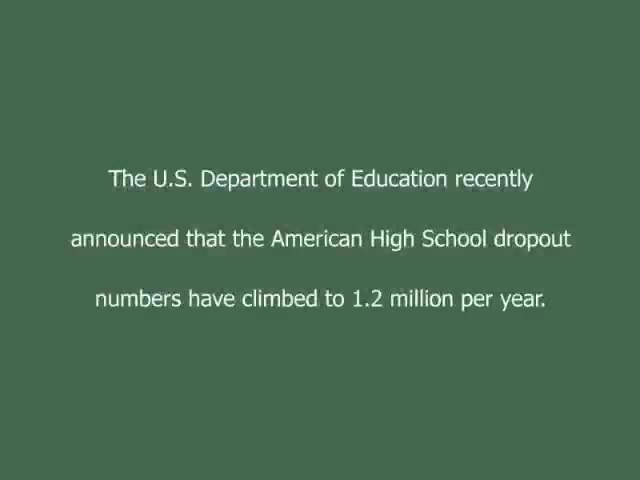 The U.S. Department of Education recently
announced that the American High School dropout
numbers have climbed to 1.2 million per year.